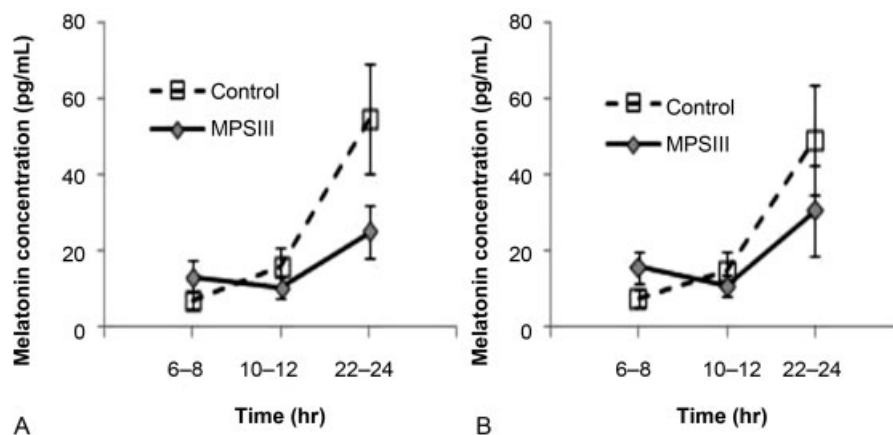 Melatonin concentration (pg/mL)
80
60
40
20
0
Control
MPSIII
6–8
10–12
22–24
Time (hr)
A
Melatonin concentration (pg/mL)
80
60
40
20
0
Control
MPSIII
6–8
10–12
22–24
Time (hr)
B